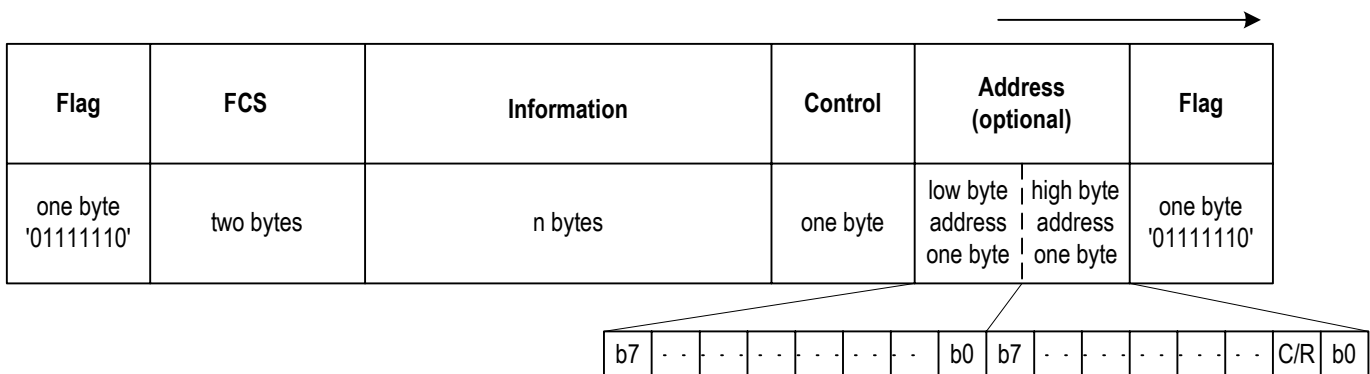 Flag
FCS
Information
Control
Address
(optional)
Flag
one byte
'01111110'
two bytes
n bytes
one byte
low byte
address
one byte
high byte
address
one byte
one byte
'01111110'
b7 - - - - - - - - - - - - b0 b7 - - - - - - - - - - C/R b0